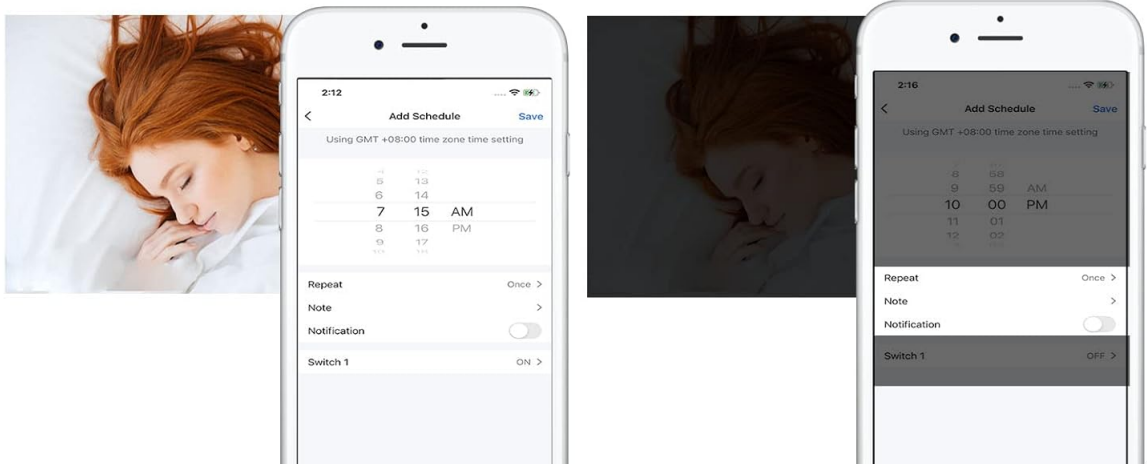 2:12
Add Schedule
Save
Using GMT +08:00 time zone time setting
5 13
6 14
7 15 AM
8 16 PM
9 17
Repeat Once
Note
Notification
Switch 1 ON
2:16
Add Schedule
Save
Using GMT +08:00 time zone time setting
8 58
9 59 AM
10 00 PM
11 01
12 02
Repeat Once
Note
Notification
Switch 1 OFF